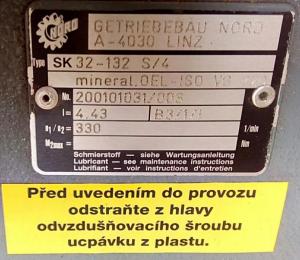 NORD
GETRIEBEBAU NORD
A-4030 LINZ
Type SK 32-132 S/4
mineral.OEL-ISO VG
No. 200101031/
i = 4.43 B3/1/
n1 / n2 = 330 1/min
M2max = Nm
Schmierstoff — siehe Wartungsanleitung
Lubricant — see maintenance instructions
Lubrifiant — voir instructions d'entretien
Před uvedením do provozu
odstraňte z hlavy
odvzdušňovacího šroubu
ucpávku z plastu.